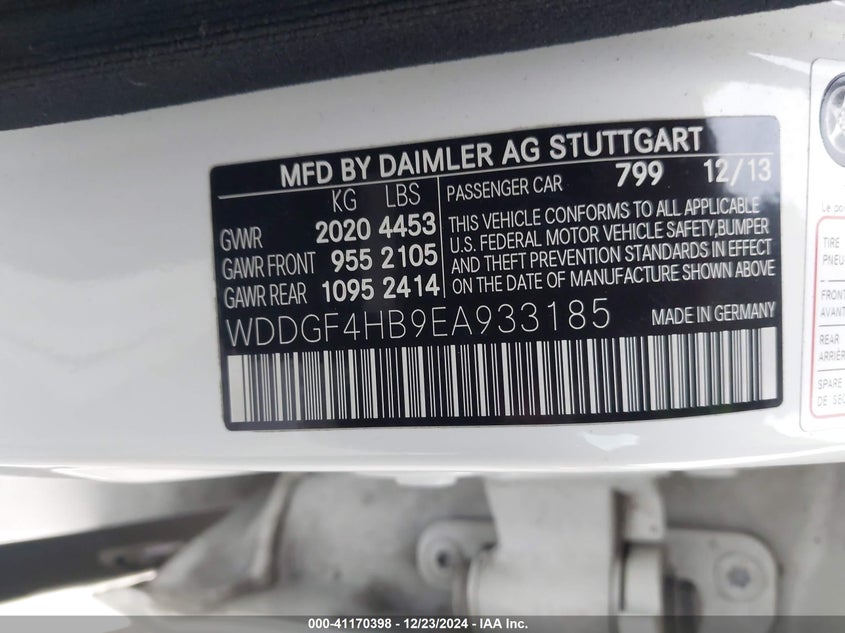 MFD BY DAIMLER AG STUTTGART
KG LBS
PASSENGER CAR 799 12/13
GVWR 2020 4453
GAWR FRONT 955 2105
GAWR REAR 1095 2414
THIS VEHICLE CONFORMS TO ALL APPLICABLE
U.S. FEDERAL MOTOR VEHICLE SAFETY,BUMPER
AND THEFT PREVENTION STANDARDS IN EFFECT
ON THE DATE OF MANUFACTURE SHOWN ABOVE
WDDGF4HB9EA933185 MADE IN GERMANY
TIRE
FRONT
AVANT
REAR
SPARE
000-41170398 - 12/23/2024 - IAA Inc.